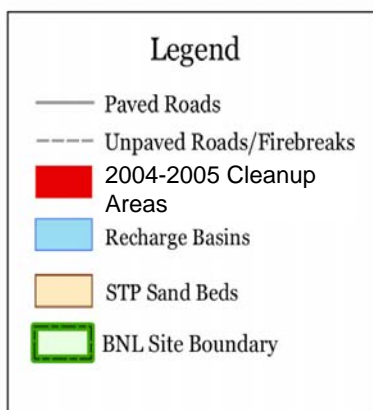 Legend
Paved Roads
Unpaved Roads/Firebreaks
2004-2005 Cleanup
Areas
Recharge Basins
STP Sand Beds
BNL Site Boundary